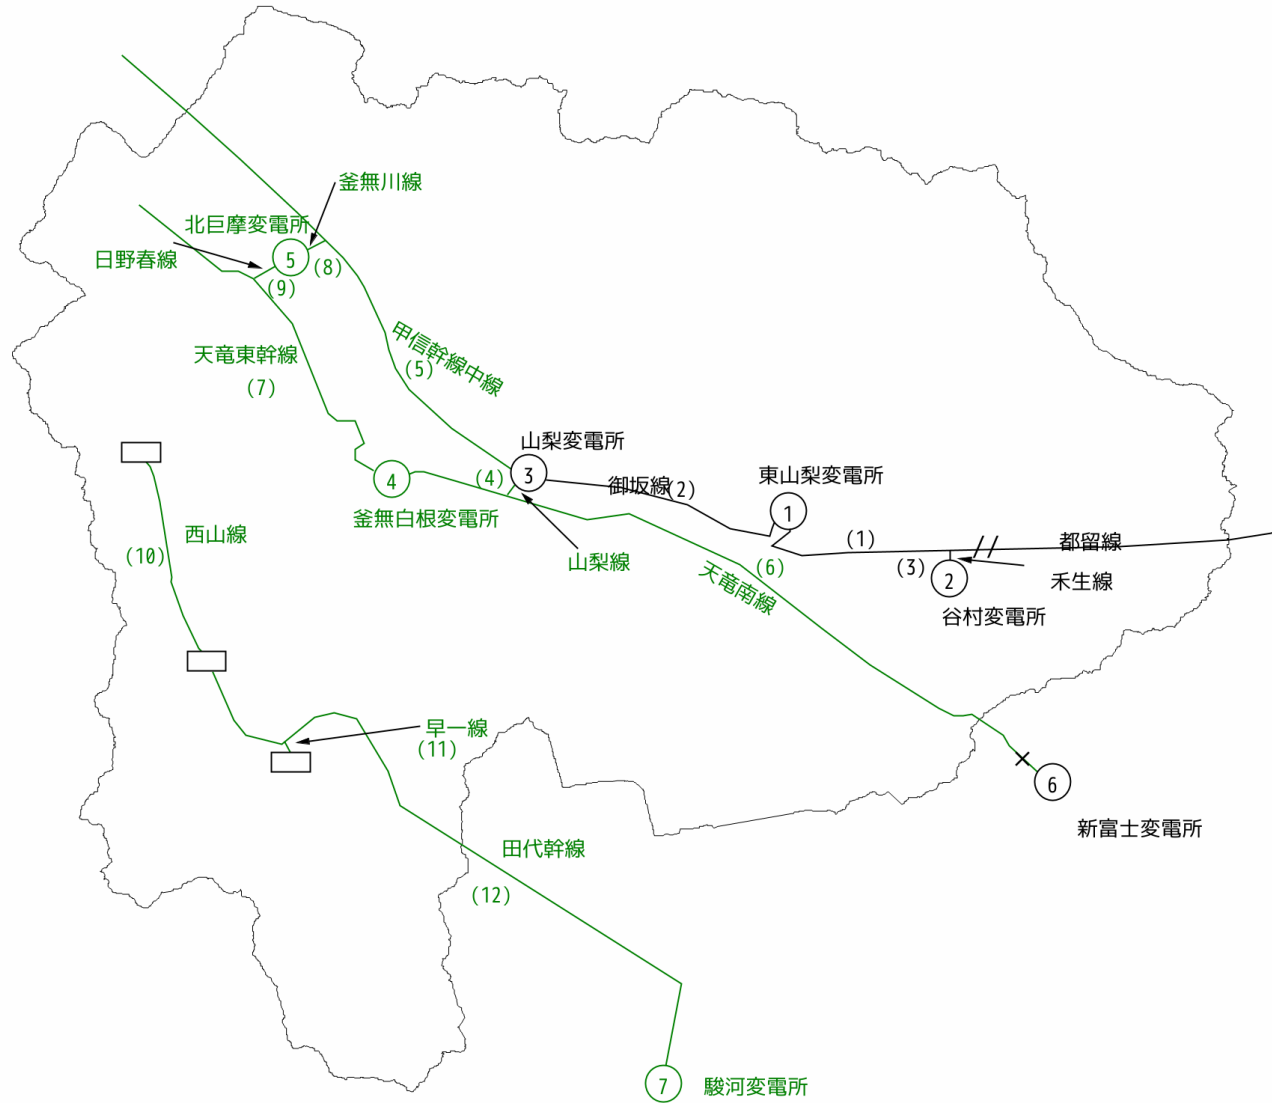 釜無川線
北巨摩変電所
日野春線
5
(8)
(9)
天竜東幹線
(7)
甲信幹線中線
(5)
山梨変電所
3
(4)
4
釜無白根変電所
御坂線
(2)
東山梨変電所
1
西山線
(10)
山梨線
天竜南線
(6)
(1)
都留線
(3)
2
禾生線
谷村変電所
早一線
(11)
6
新富士変電所
田代幹線
(12)
7
駿河変電所